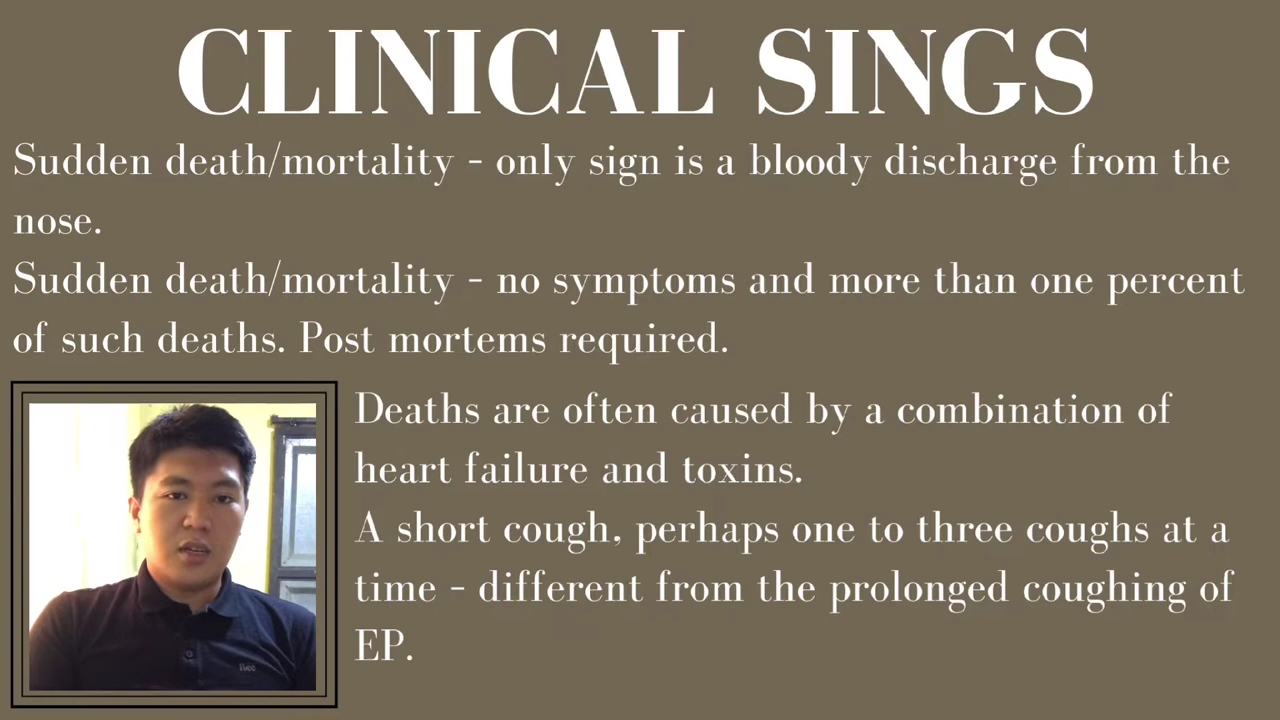 CLINICAL SINGS
Sudden death/mortality - only sign is a bloody discharge from the
nose.
Sudden death/mortality - no symptoms and more than one percent
of such deaths. Post mortems required.
Deaths are often caused by a combination of
heart failure and toxins.
A short cough, perhaps one to three coughs at a
time - different from the prolonged coughing of
EP.